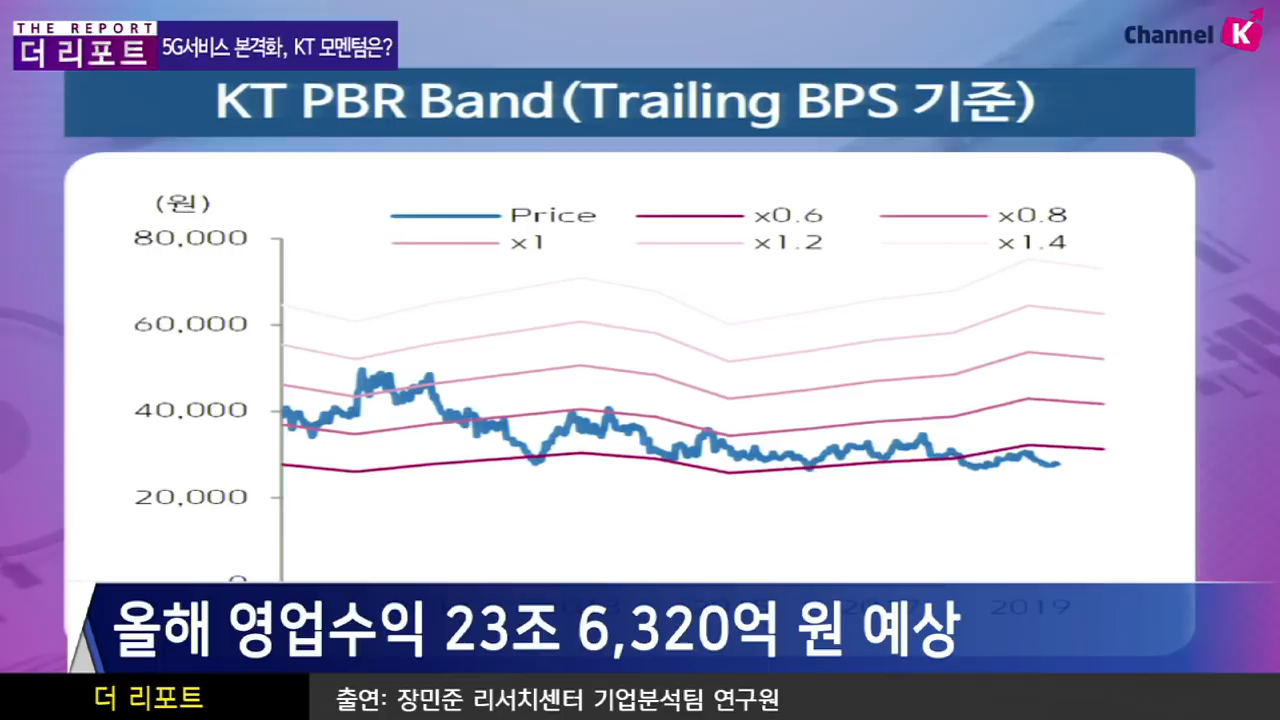 THE REPORT
더 리포트
5G서비스 본격화, KT 모멘텀은?
Channel K
KT PBR Band(Trailing BPS 기준)
(원)
Price
x0.6
x0.8
x1
x1.2
x1.4
80,000
60,000
40,000
20,000
0
2019
올해 영업수익 23조 6,320억 원 예상
더 리포트
출연: 장민준 리서치센터 기업분석팀 연구원